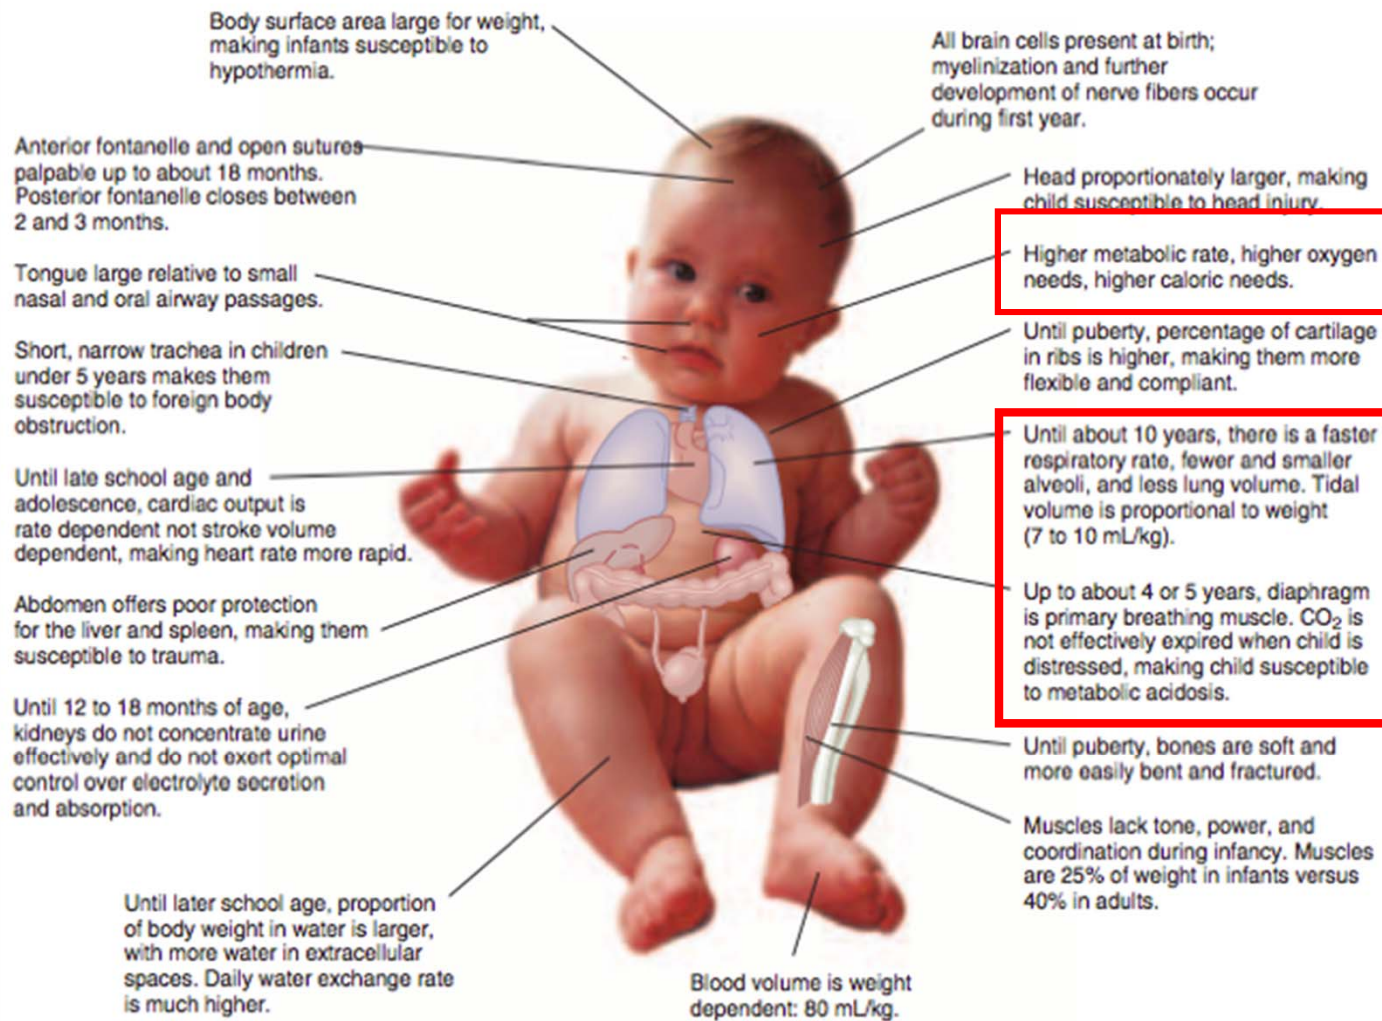 Body surface area large for weight,
making infants susceptible to
hypothermia.
All brain cells present at birth;
myelinization and further
development of nerve fibers occur
during first year.
Anterior fontanelle and open sutures
palpable up to about 18 months.
Posterior fontanelle closes between
2 and 3 months.
Head proportionately larger, making
child susceptible to head injury.
Higher metabolic rate, higher oxygen
needs, higher caloric needs.
Tongue large relative to small
nasal and oral airway passages.
Until puberty, percentage of cartilage
in ribs is higher, making them more
flexible and compliant.
Short, narrow trachea in children
under 5 years makes them
susceptible to foreign body
obstruction.
Until about 10 years, there is a faster
respiratory rate, fewer and smaller
alveoli, and less lung volume. Tidal
volume is proportional to weight
(7 to 10 mL/kg).
Until late school age and
adolescence, cardiac output is
rate dependent not stroke volume
dependent, making heart rate more rapid.
Up to about 4 or 5 years, diaphragm
is primary breathing muscle. CO₂ is
not effectively expired when child is
distressed, making child susceptible
to metabolic acidosis.
Abdomen offers poor protection
for the liver and spleen, making them
susceptible to trauma.
Until 12 to 18 months of age,
kidneys do not concentrate urine
effectively and do not exert optimal
control over electrolyte secretion
and absorption.
Until puberty, bones are soft and
more easily bent and fractured.
Muscles lack tone, power, and
coordination during infancy. Muscles
are 25% of weight in infants versus
40% in adults.
Until later school age, proportion
of body weight in water is larger,
with more water in extracellular
spaces. Daily water exchange rate
is much higher.
Blood volume is weight
dependent: 80 mL/kg.